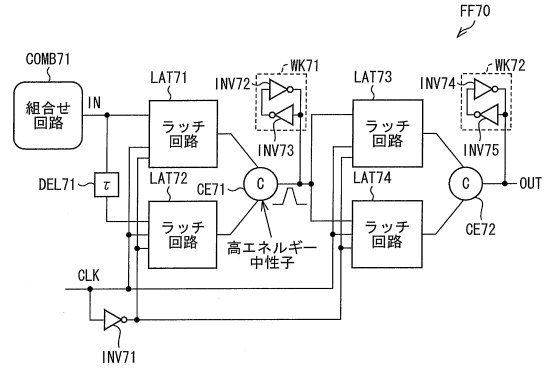 FF70
COMB71
組合せ
回路
IN
DEL71
τ
LAT71
ラッチ
回路
LAT72
ラッチ
回路
INV72
WK71
INV73
CE71
C
高エネルギー
中性子
LAT73
ラッチ
回路
LAT74
ラッチ
回路
INV74
WK72
INV75
C
CE72
OUT
CLK
INV71